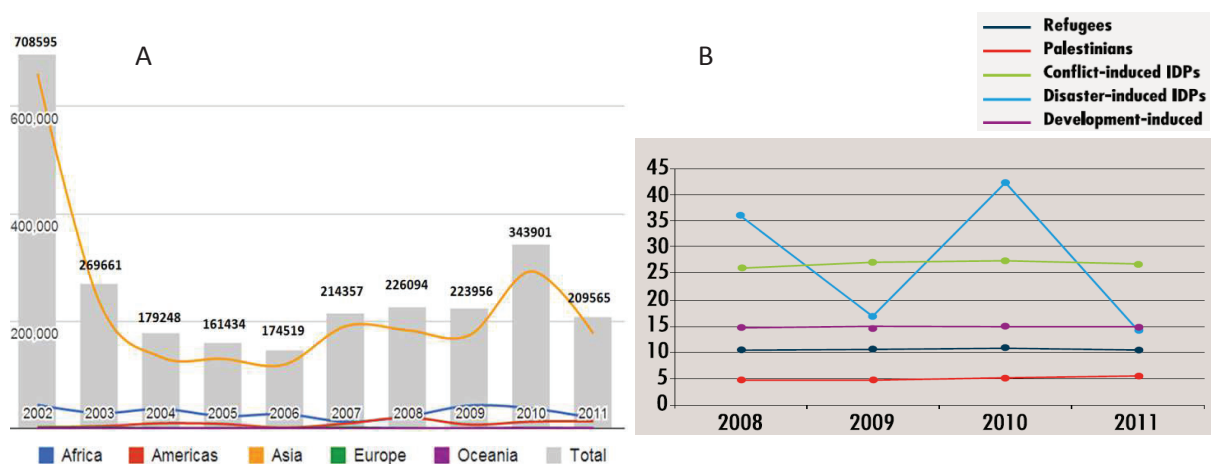 A
708595
600,000
400,000
200,000
269661
179248
161434
174519
214357
226094
223956
343901
209565
2002 2003 2004 2005 2006 2007 2008 2009 2010 2011
Africa Americas Asia Europe Oceania Total
B
Refugees
Palestinians
Conflict-induced IDPs
Disaster-induced IDPs
Development-induced
45
40
35
30
25
20
15
10
5
0
2008 2009 2010 2011